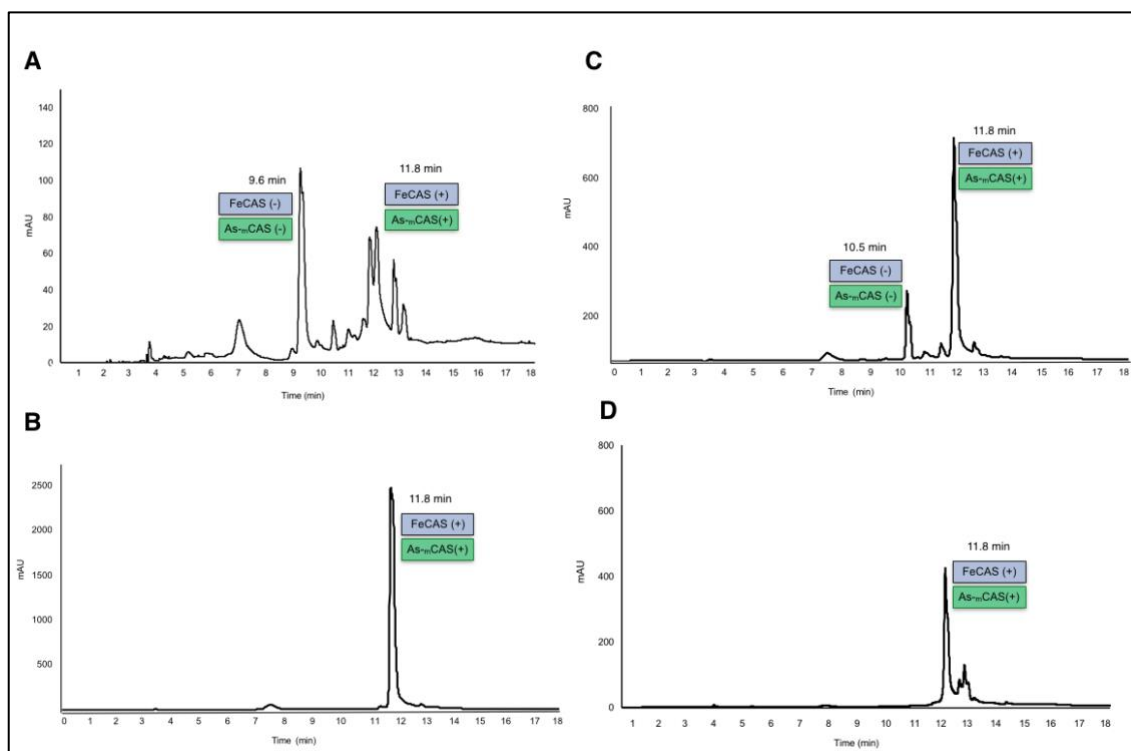 A
mAU
140
120
100
80
60
40
20
0
9.6 min
FeCAS (-)
As-mCAS (-)
11.8 min
FeCAS (+)
As-mCAS(+)
1 2 3 4 5 6 7 8 9 10 11 12 13 14 15 16 17 18
Time (min)
B
mAU
2500
2000
1500
1000
500
11.8 min
FeCAS (+)
As-mCAS(+)
0 1 2 3 4 5 6 7 8 9 10 11 12 13 14 15 16 17 18
Time (min)
C
mAU
800
600
400
200
10.5 min
FeCAS (-)
As-mCAS (-)
11.8 min
FeCAS (+)
As-mCAS(+)
0 1 2 3 4 5 6 7 8 9 10 11 12 13 14 15 16 17 18
Time (min)
D
mAU
800
600
400
200
0
11.8 min
FeCAS (+)
As-mCAS(+)
1 2 3 4 5 6 7 8 9 10 11 12 13 14 15 16 17 18
Time (min)